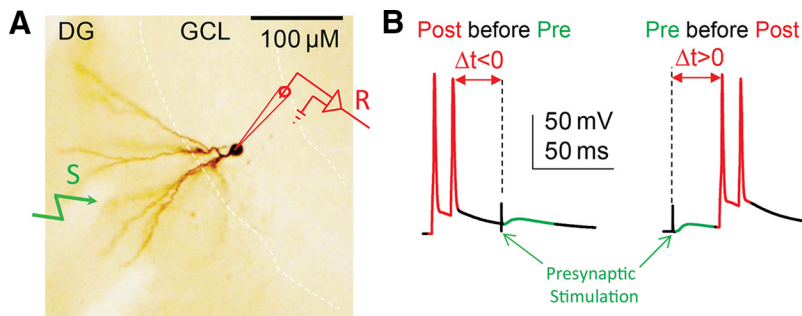 A
DG
GCL
100 μM
S
R
B
Post before Pre
Δt<0
Pre before Post
Δt>0
50 mV
50 ms
Presynaptic
Stimulation